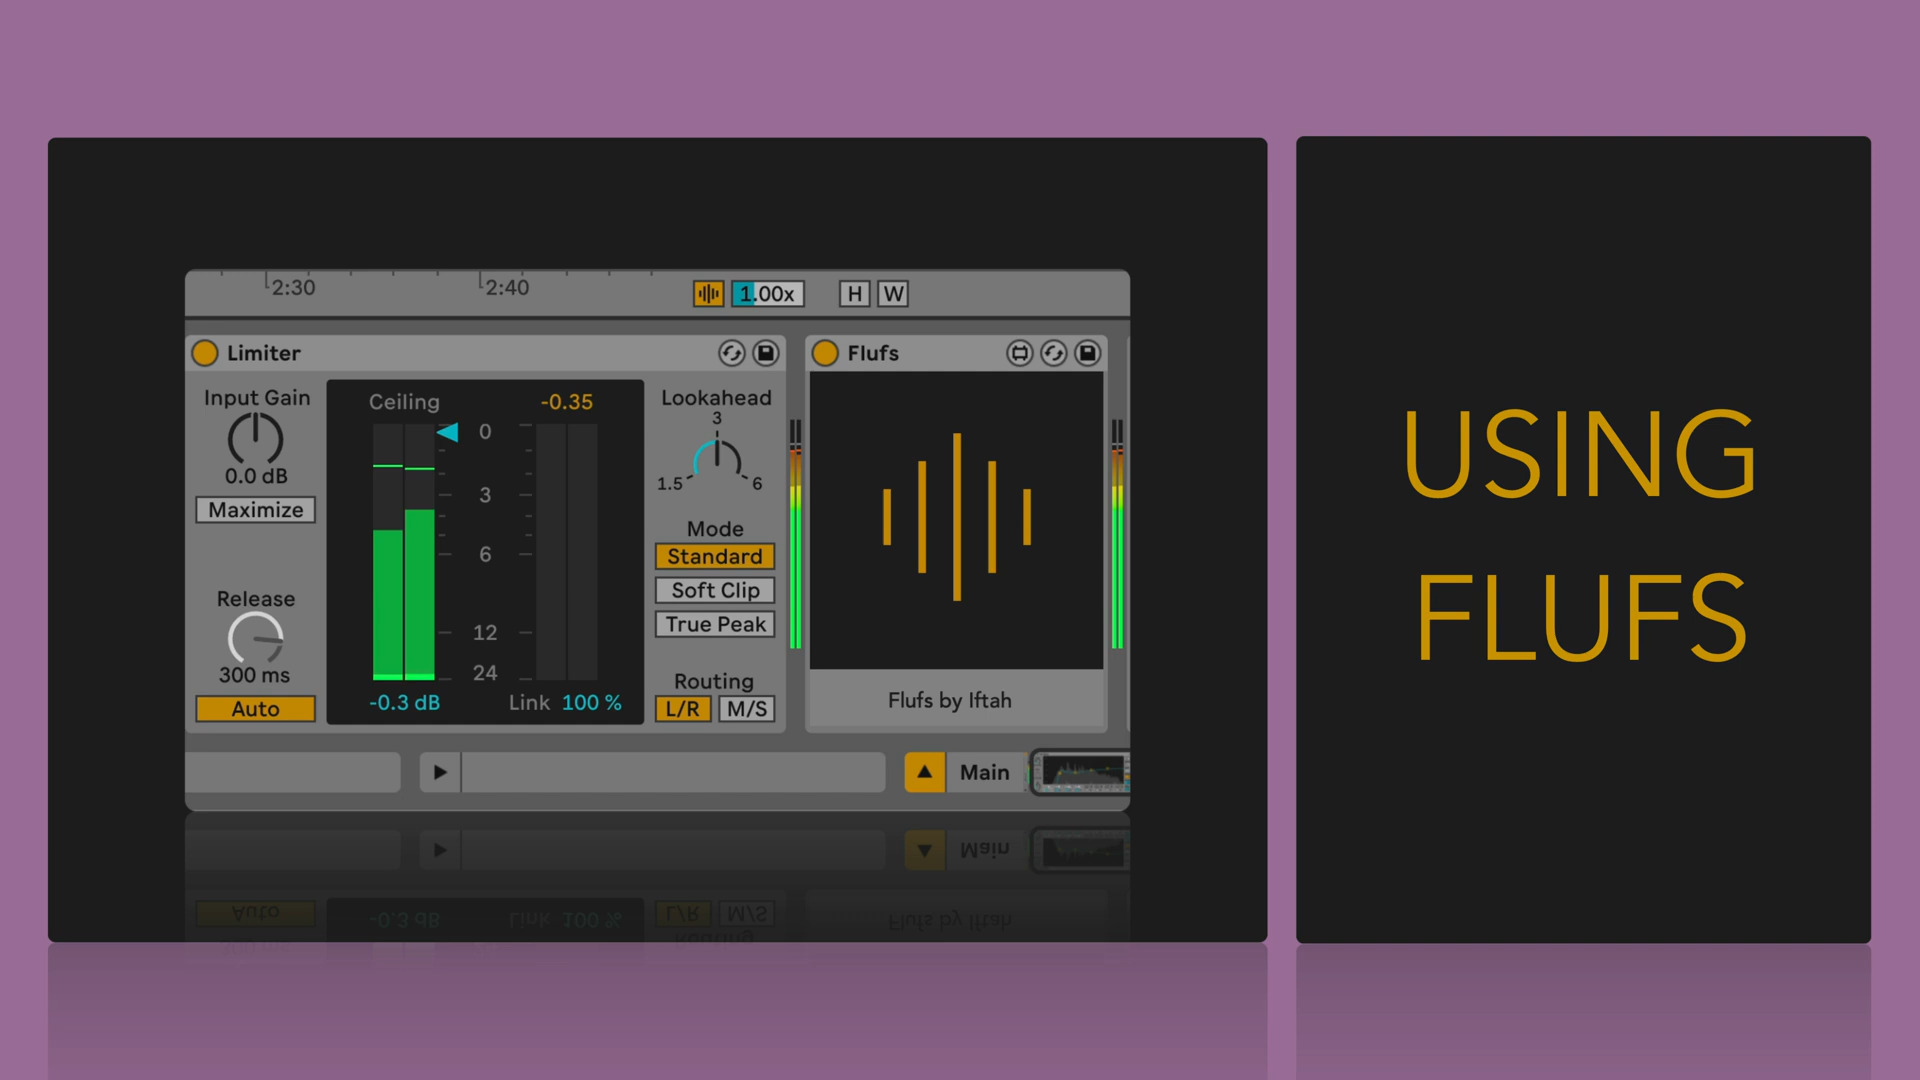 2:30 2:40 1.00x H W
Limiter
Input Gain
0.0 dB
Maximize
Release
300 ms
Auto
Ceiling -0.35
0
3
6
12
24
-0.3 dB Link 100 %
Lookahead
3
1.5 6
Mode
Standard
Soft Clip
True Peak
Routing
L/R M/S
Flufs
Flufs by Iftah
Main
USING
FLUFS